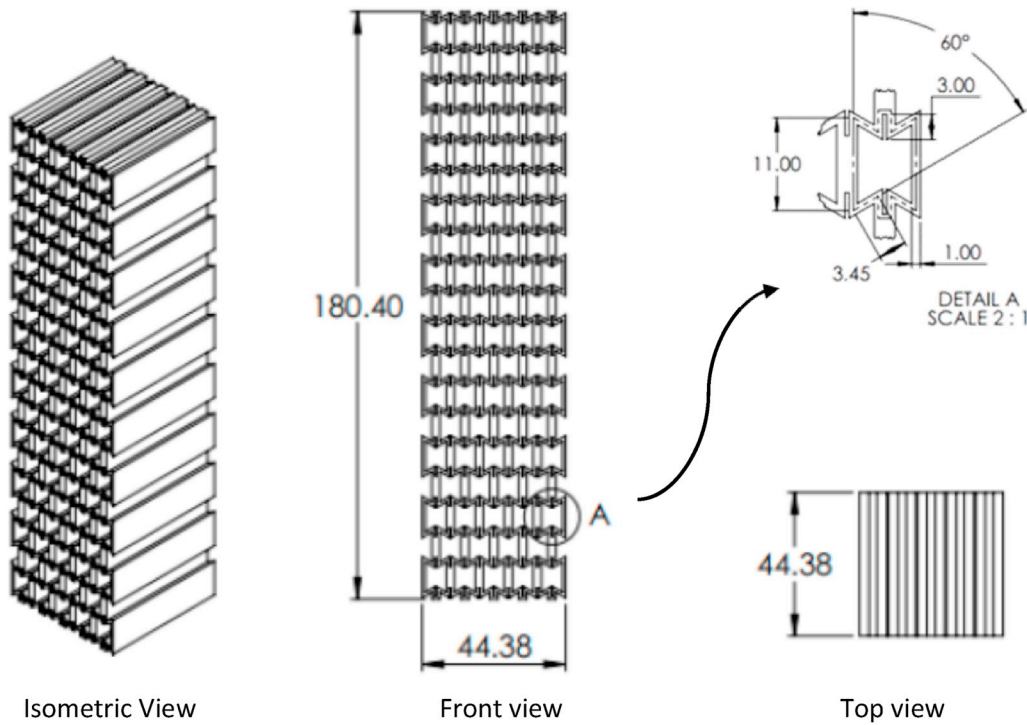 60°
3.00
11.00
3.45
1.00
DETAIL A
SCALE 2 : 1
180.40
A
44.38
44.38
Isometric View
Front view
Top view